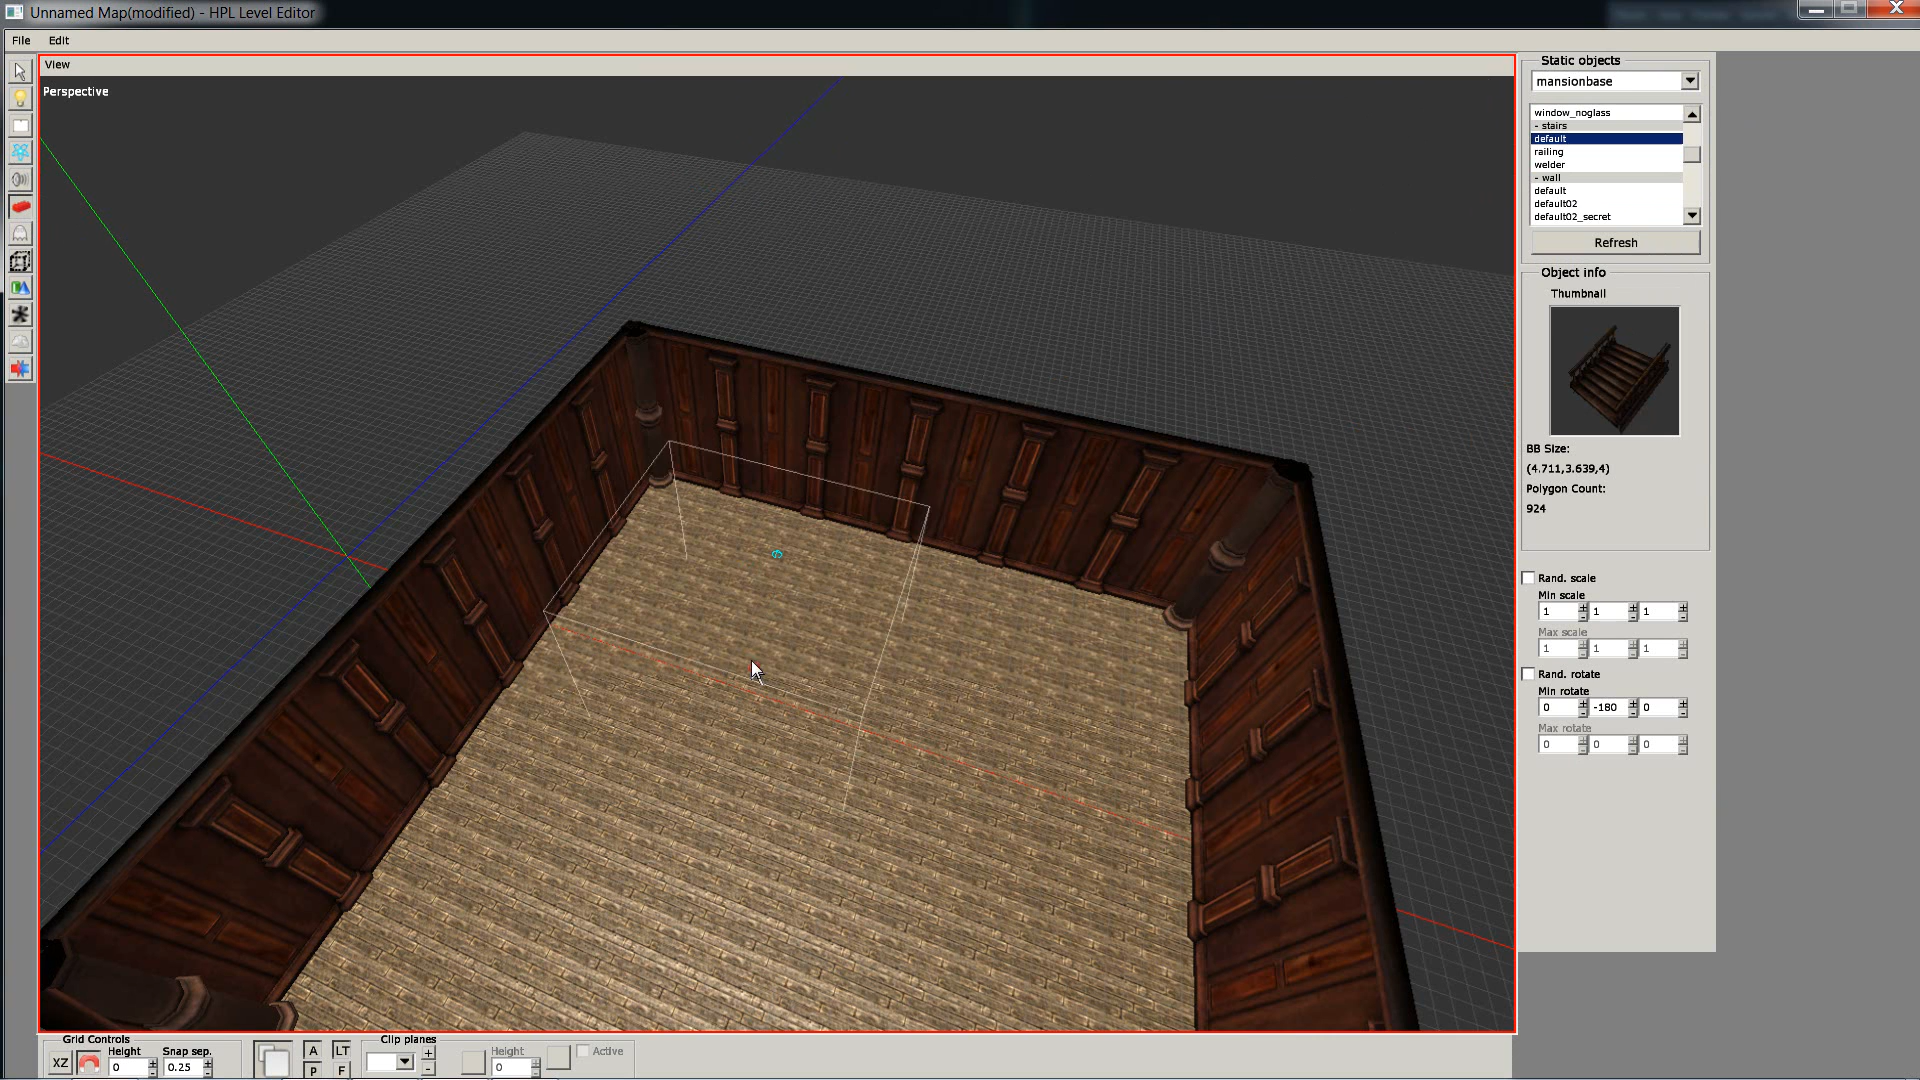 Unnamed Map(modified) - HPL Level Editor
File Edit
View
Perspective
Static objects
mansionbase
window_noglass
- stairs
default
railing
welder
- wall
default
default02
default02_secret
Refresh
Object info
Thumbnail
BB Size:
(4.711,3.639,4)
Polygon Count:
924
Rand. scale
Min scale
1 1 1
Max scale
1 1 1
Rand. rotate
Min rotate
0 -180 0
Max rotate
0 0 0
Grid Controls
XZ
Height
0
Snap sep.
0.25
A
P
LT
F
Clip planes
+
-
Height
0
Active